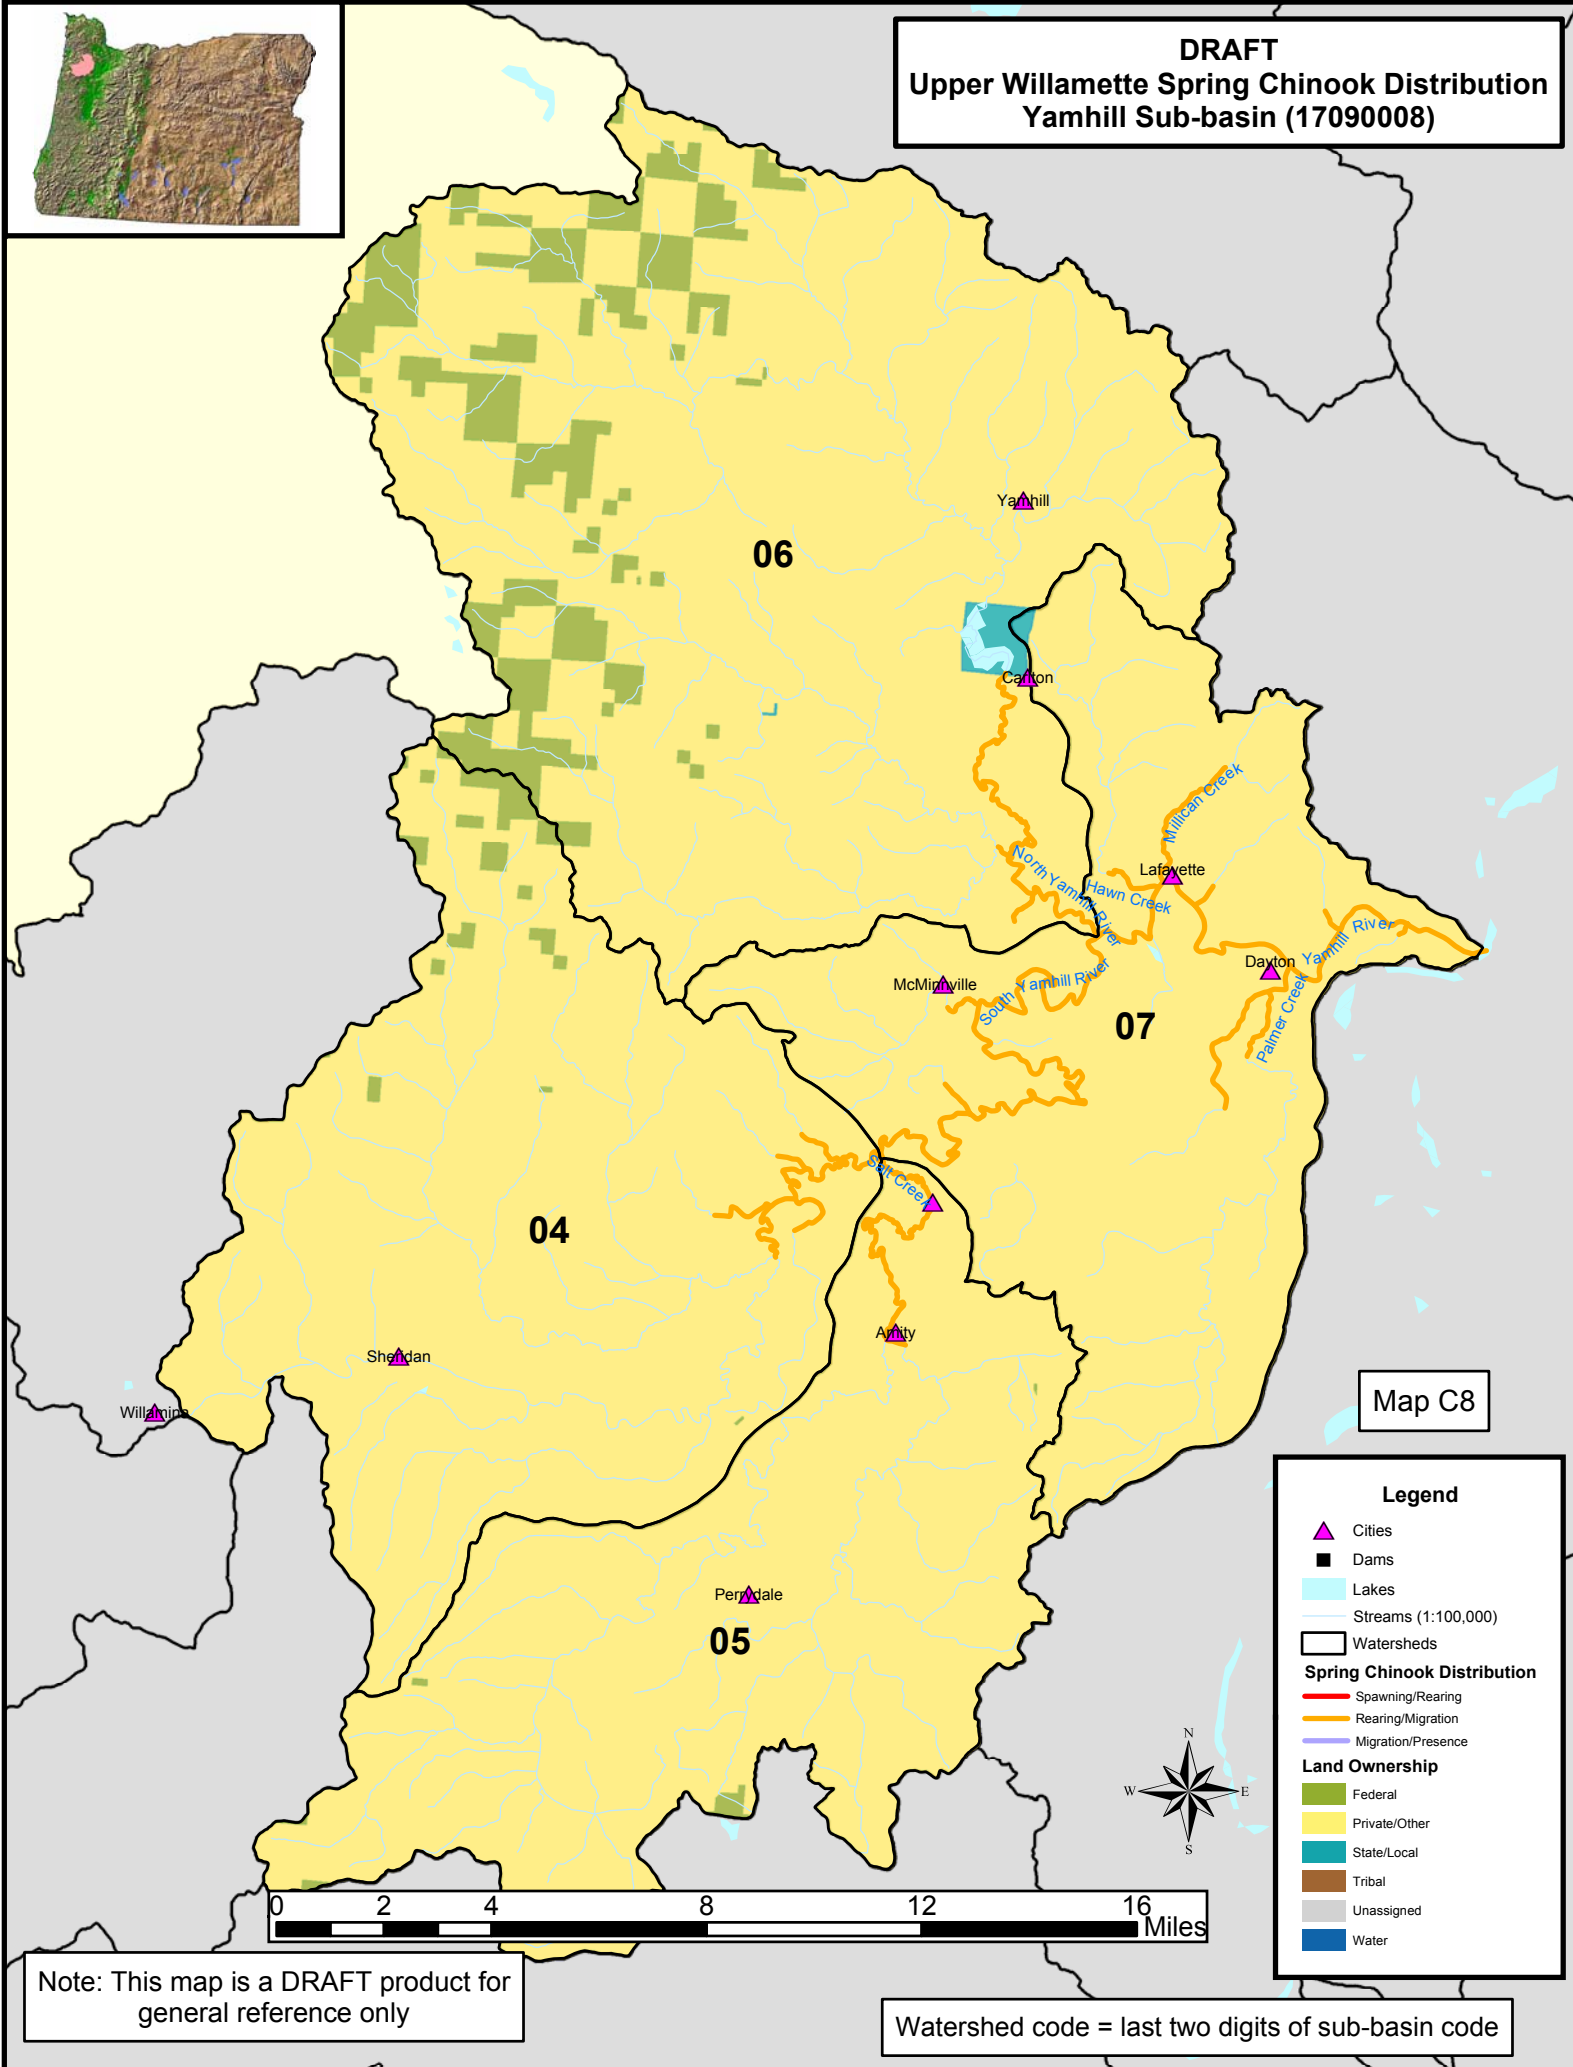 DRAFT
Upper Willamette Spring Chinook Distribution
Yamhill Sub-basin (17090008)
Yamhill
06
Carlton
Millican Creek
Lafayette
North Yamhill River
Hawn Creek
Yamhill River
Dayton
McMinnville
South Yamhill River
Palmer Creek
07
Salt Creek
04
Amity
Sheridan
Willamina
Map C8
Perrydale
05
Legend
Cities
Dams
Lakes
Streams (1:100,000)
Watersheds
Spring Chinook Distribution
Spawning/Rearing
Rearing/Migration
Migration/Presence
Land Ownership
Federal
Private/Other
State/Local
Tribal
Unassigned
Water
N
W E
S
0 2 4 8 12 16
Miles
Note: This map is a DRAFT product for
general reference only
Watershed code = last two digits of sub-basin code